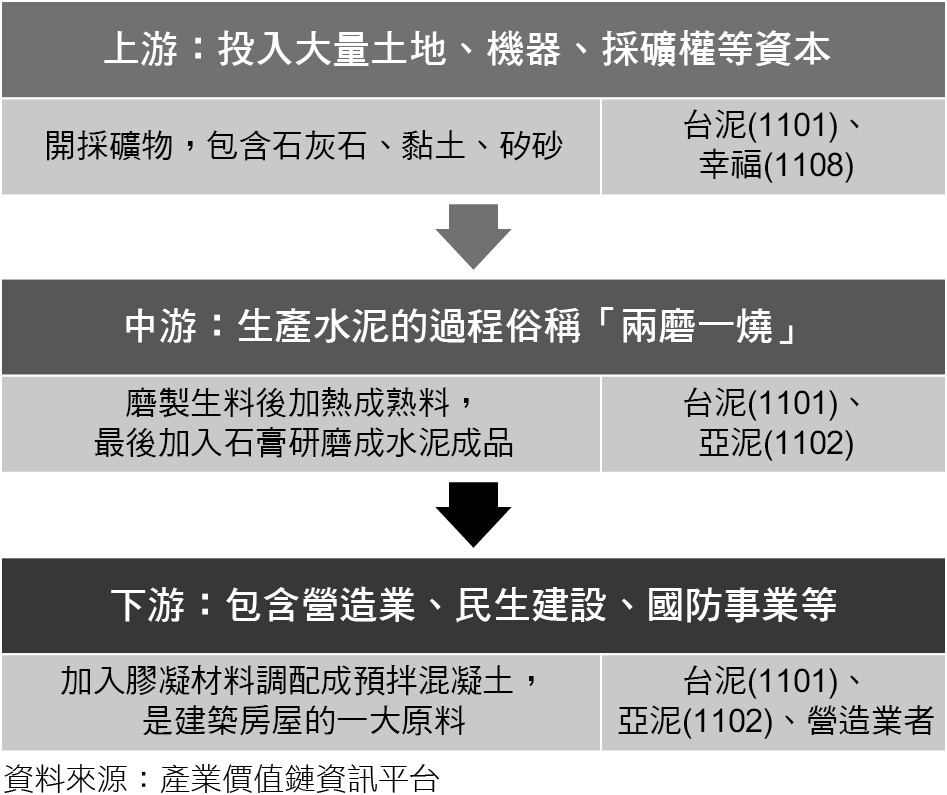 上游：投入大量土地、機器、採礦權等資本
開採礦物，包含石灰石、黏土、矽砂
台泥(1101)、
幸福(1108)
中游：生產水泥的過程俗稱「兩磨一燒」
磨製生料後加熱成熟料，
最後加入石膏研磨成水泥成品
台泥(1101)、
亞泥(1102)
下游：包含營造業、民生建設、國防事業等
加入膠凝材料調配成預拌混凝土，
是建築房屋的一大原料
台泥(1101)、
亞泥(1102)、營造業者
資料來源：產業價值鏈資訊平台